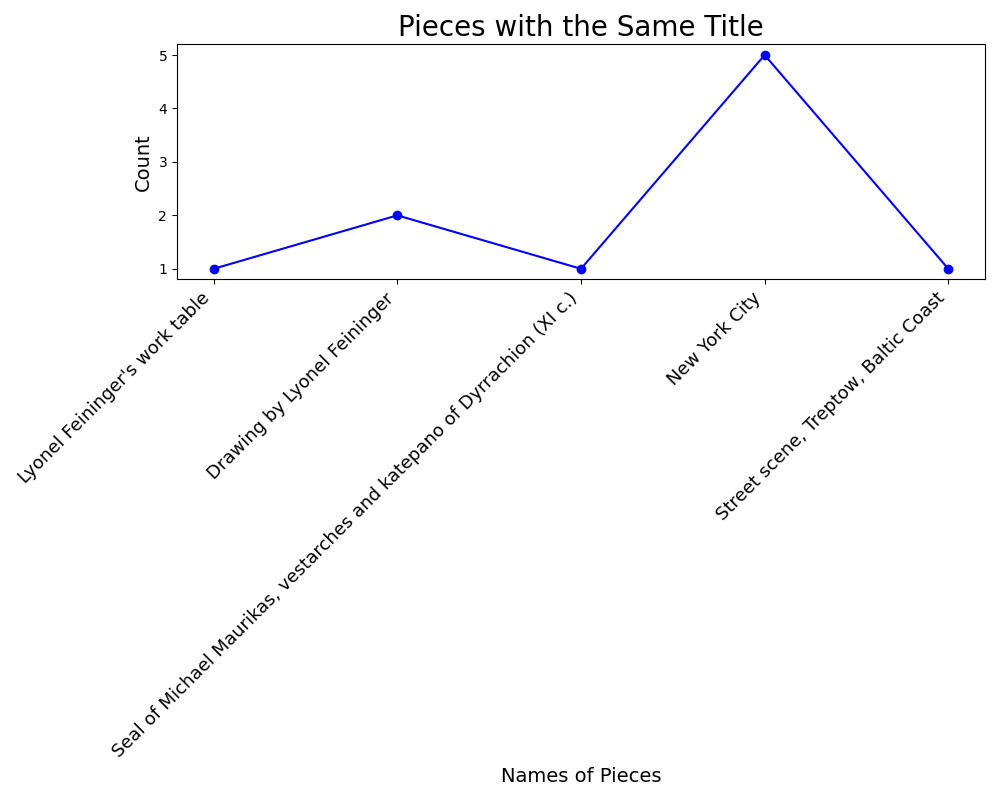 Pieces with the Same Title
Count
5
4
3
2
1
Lyonel Feininger's work table
Drawing by Lyonel Feininger
Seal of Michael Maurikas, vestarches and katepano of Dyrrachion (XI c.)
New York City
Street scene, Treptow, Baltic Coast
Names of Pieces